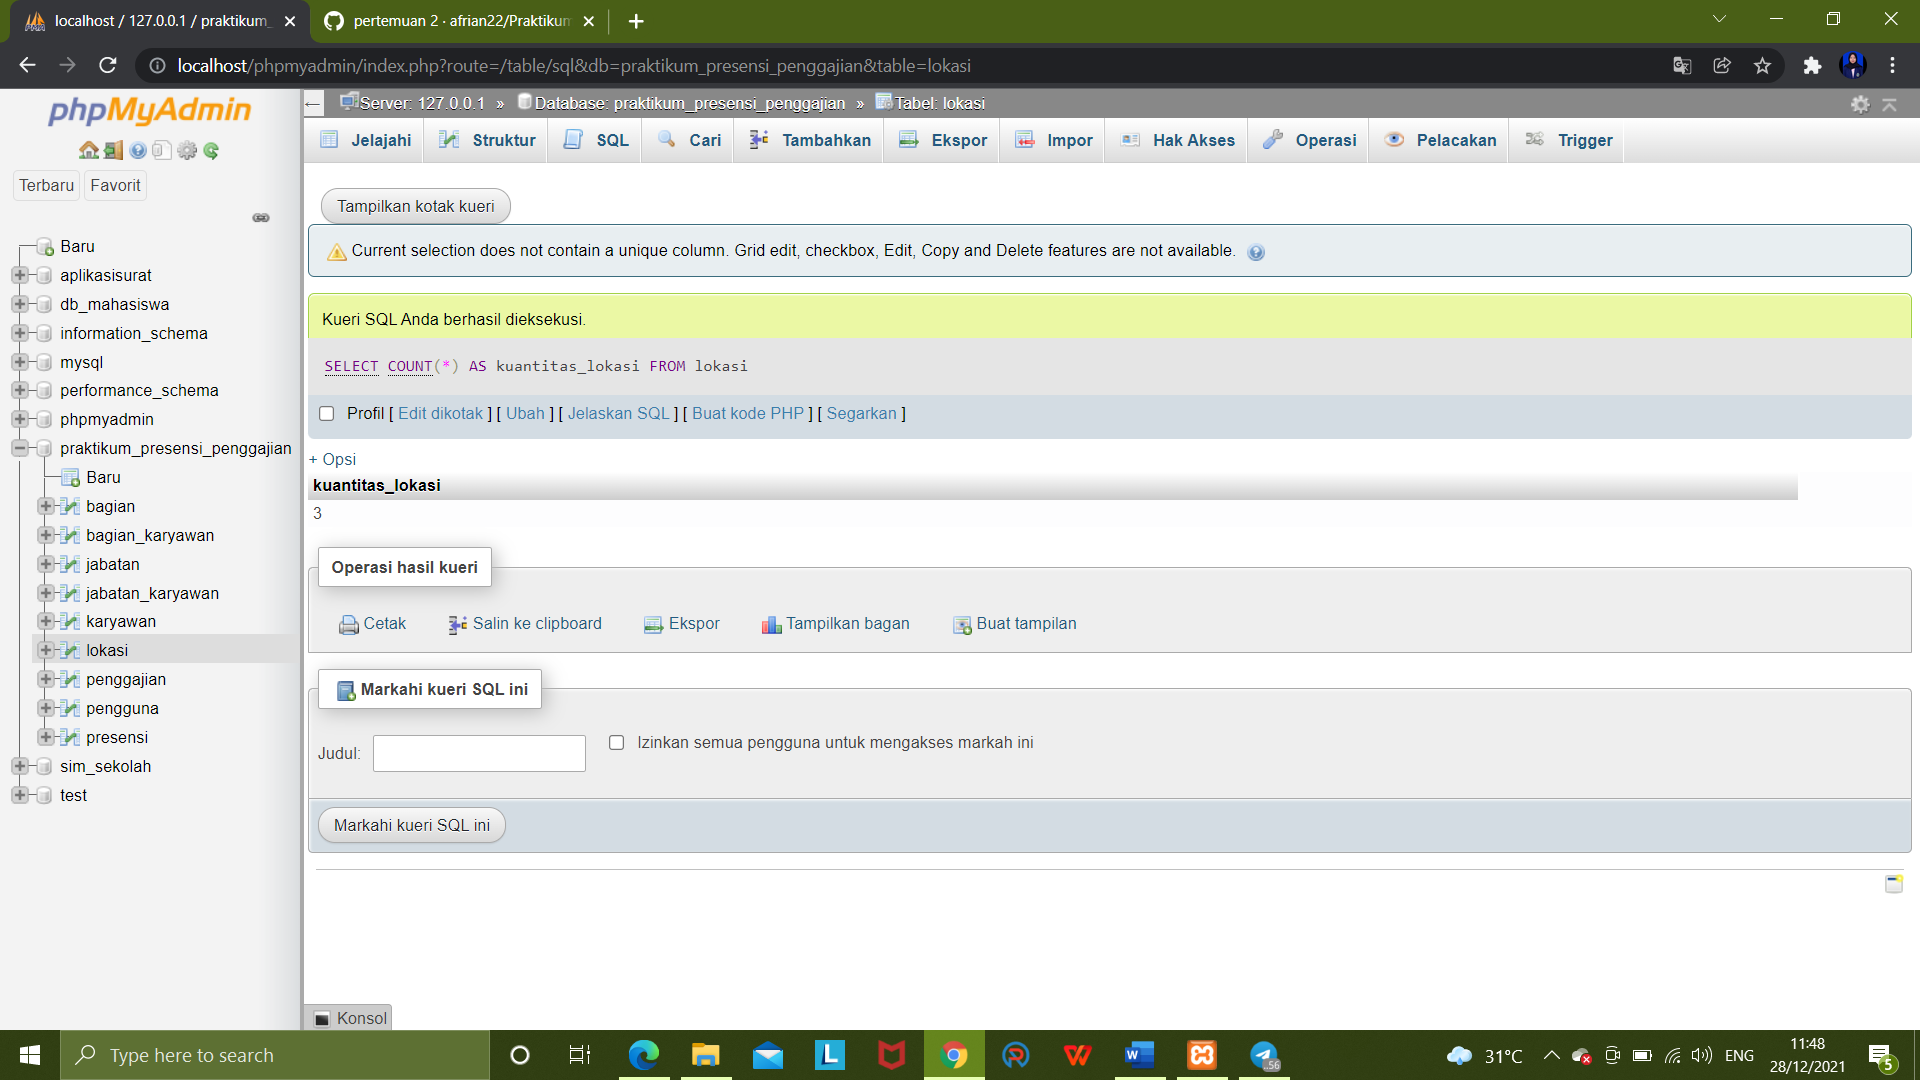 localhost / 127.0.0.1 / praktikum_
pertemuan 2 · afrian22/Praktikum
localhost/phpmyadmin/index.php?route=/table/sql&db=praktikum_presensi_penggajian&table=lokasi
phpMyAdmin
Terbaru
Favorit
Baru
aplikasisurat
db_mahasiswa
information_schema
mysql
performance_schema
phpmyadmin
praktikum_presensi_penggajian
Baru
bagian
bagian_karyawan
jabatan
jabatan_karyawan
karyawan
lokasi
penggajian
pengguna
presensi
sim_sekolah
test
Server: 127.0.0.1 » Database: praktikum_presensi_penggajian » Tabel: lokasi
Jelajahi Struktur SQL Cari Tambahkan Ekspor Impor Hak Akses Operasi Pelacakan Trigger
Tampilkan kotak kueri
Current selection does not contain a unique column. Grid edit, checkbox, Edit, Copy and Delete features are not available.
Kueri SQL Anda berhasil dieksekusi.
SELECT COUNT(*) AS kuantitas_lokasi FROM lokasi
Profil [ Edit dikotak ] [ Ubah ] [ Jelaskan SQL ] [ Buat kode PHP ] [ Segarkan ]
+ Opsi
kuantitas_lokasi
3
Operasi hasil kueri
Cetak Salin ke clipboard Ekspor Tampilkan bagan Buat tampilan
Markahi kueri SQL ini
Judul:
Izinkan semua pengguna untuk mengakses markah ini
Markahi kueri SQL ini
Konsol
Type here to search
L
W
..56
31°C
ENG
11:48
28/12/2021
5